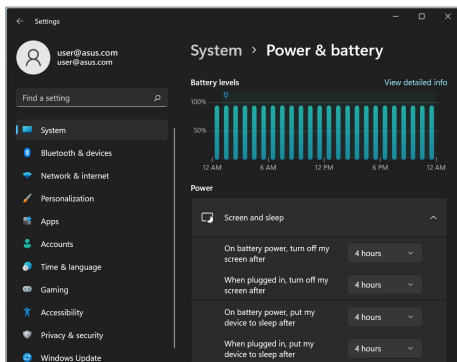 Settings
user@asus.com
user@asus.com
Find a setting
System
Bluetooth & devices
Network & internet
Personalization
Apps
Accounts
Time & language
Gaming
Accessibility
Privacy & security
Windows Update
System > Power & battery
Battery levels
View detailed info
100%
50%
12 AM 6 AM 12 PM 6 PM 12 AM
Power
Screen and sleep
On battery power, turn off my
screen after
4 hours
When plugged in, turn off my
screen after
4 hours
On battery power, put my
device to sleep after
4 hours
When plugged in, put my
device to sleep after
4 hours